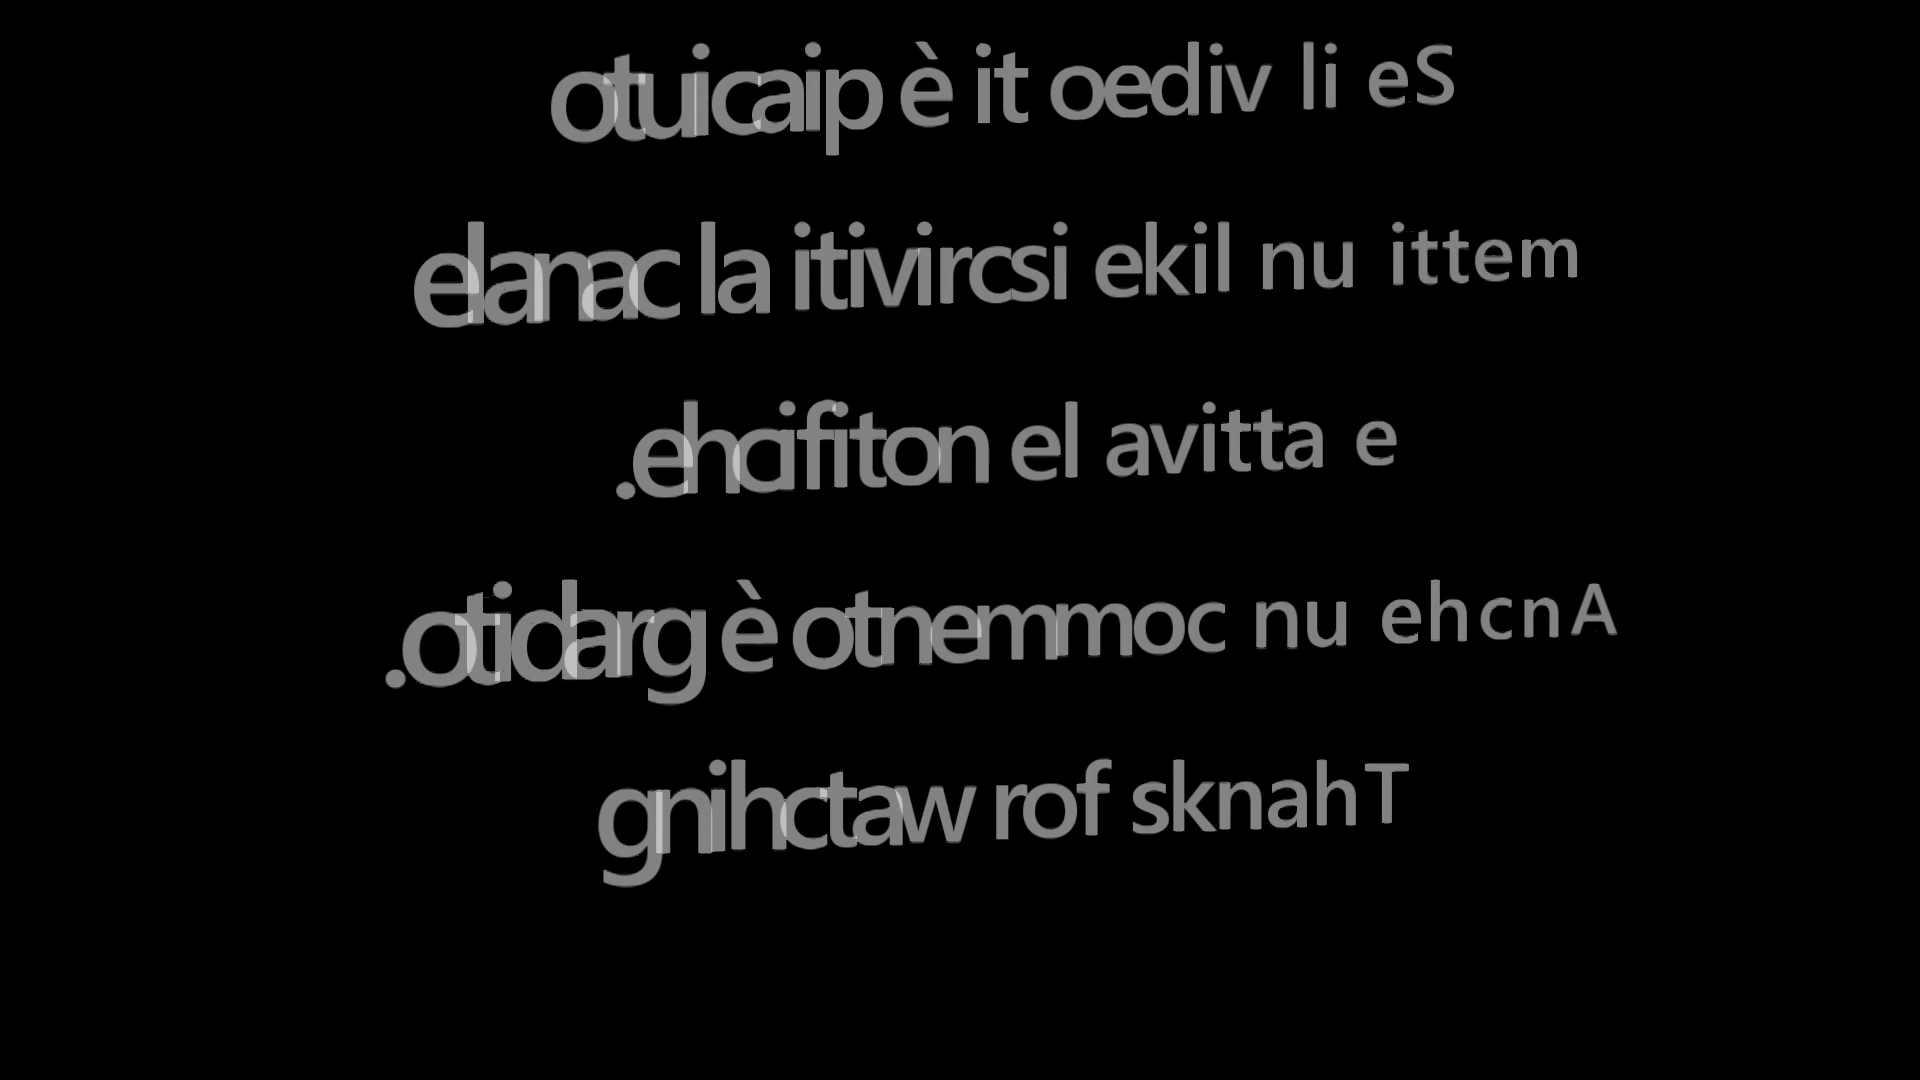 otuicaip è it oediv li eS
elanac la itivircsi ekil nu ittem
.ehcifiton el avitta e
.otidarg è otnemmoc nu ehcnA
gnihctaw rof sknahT